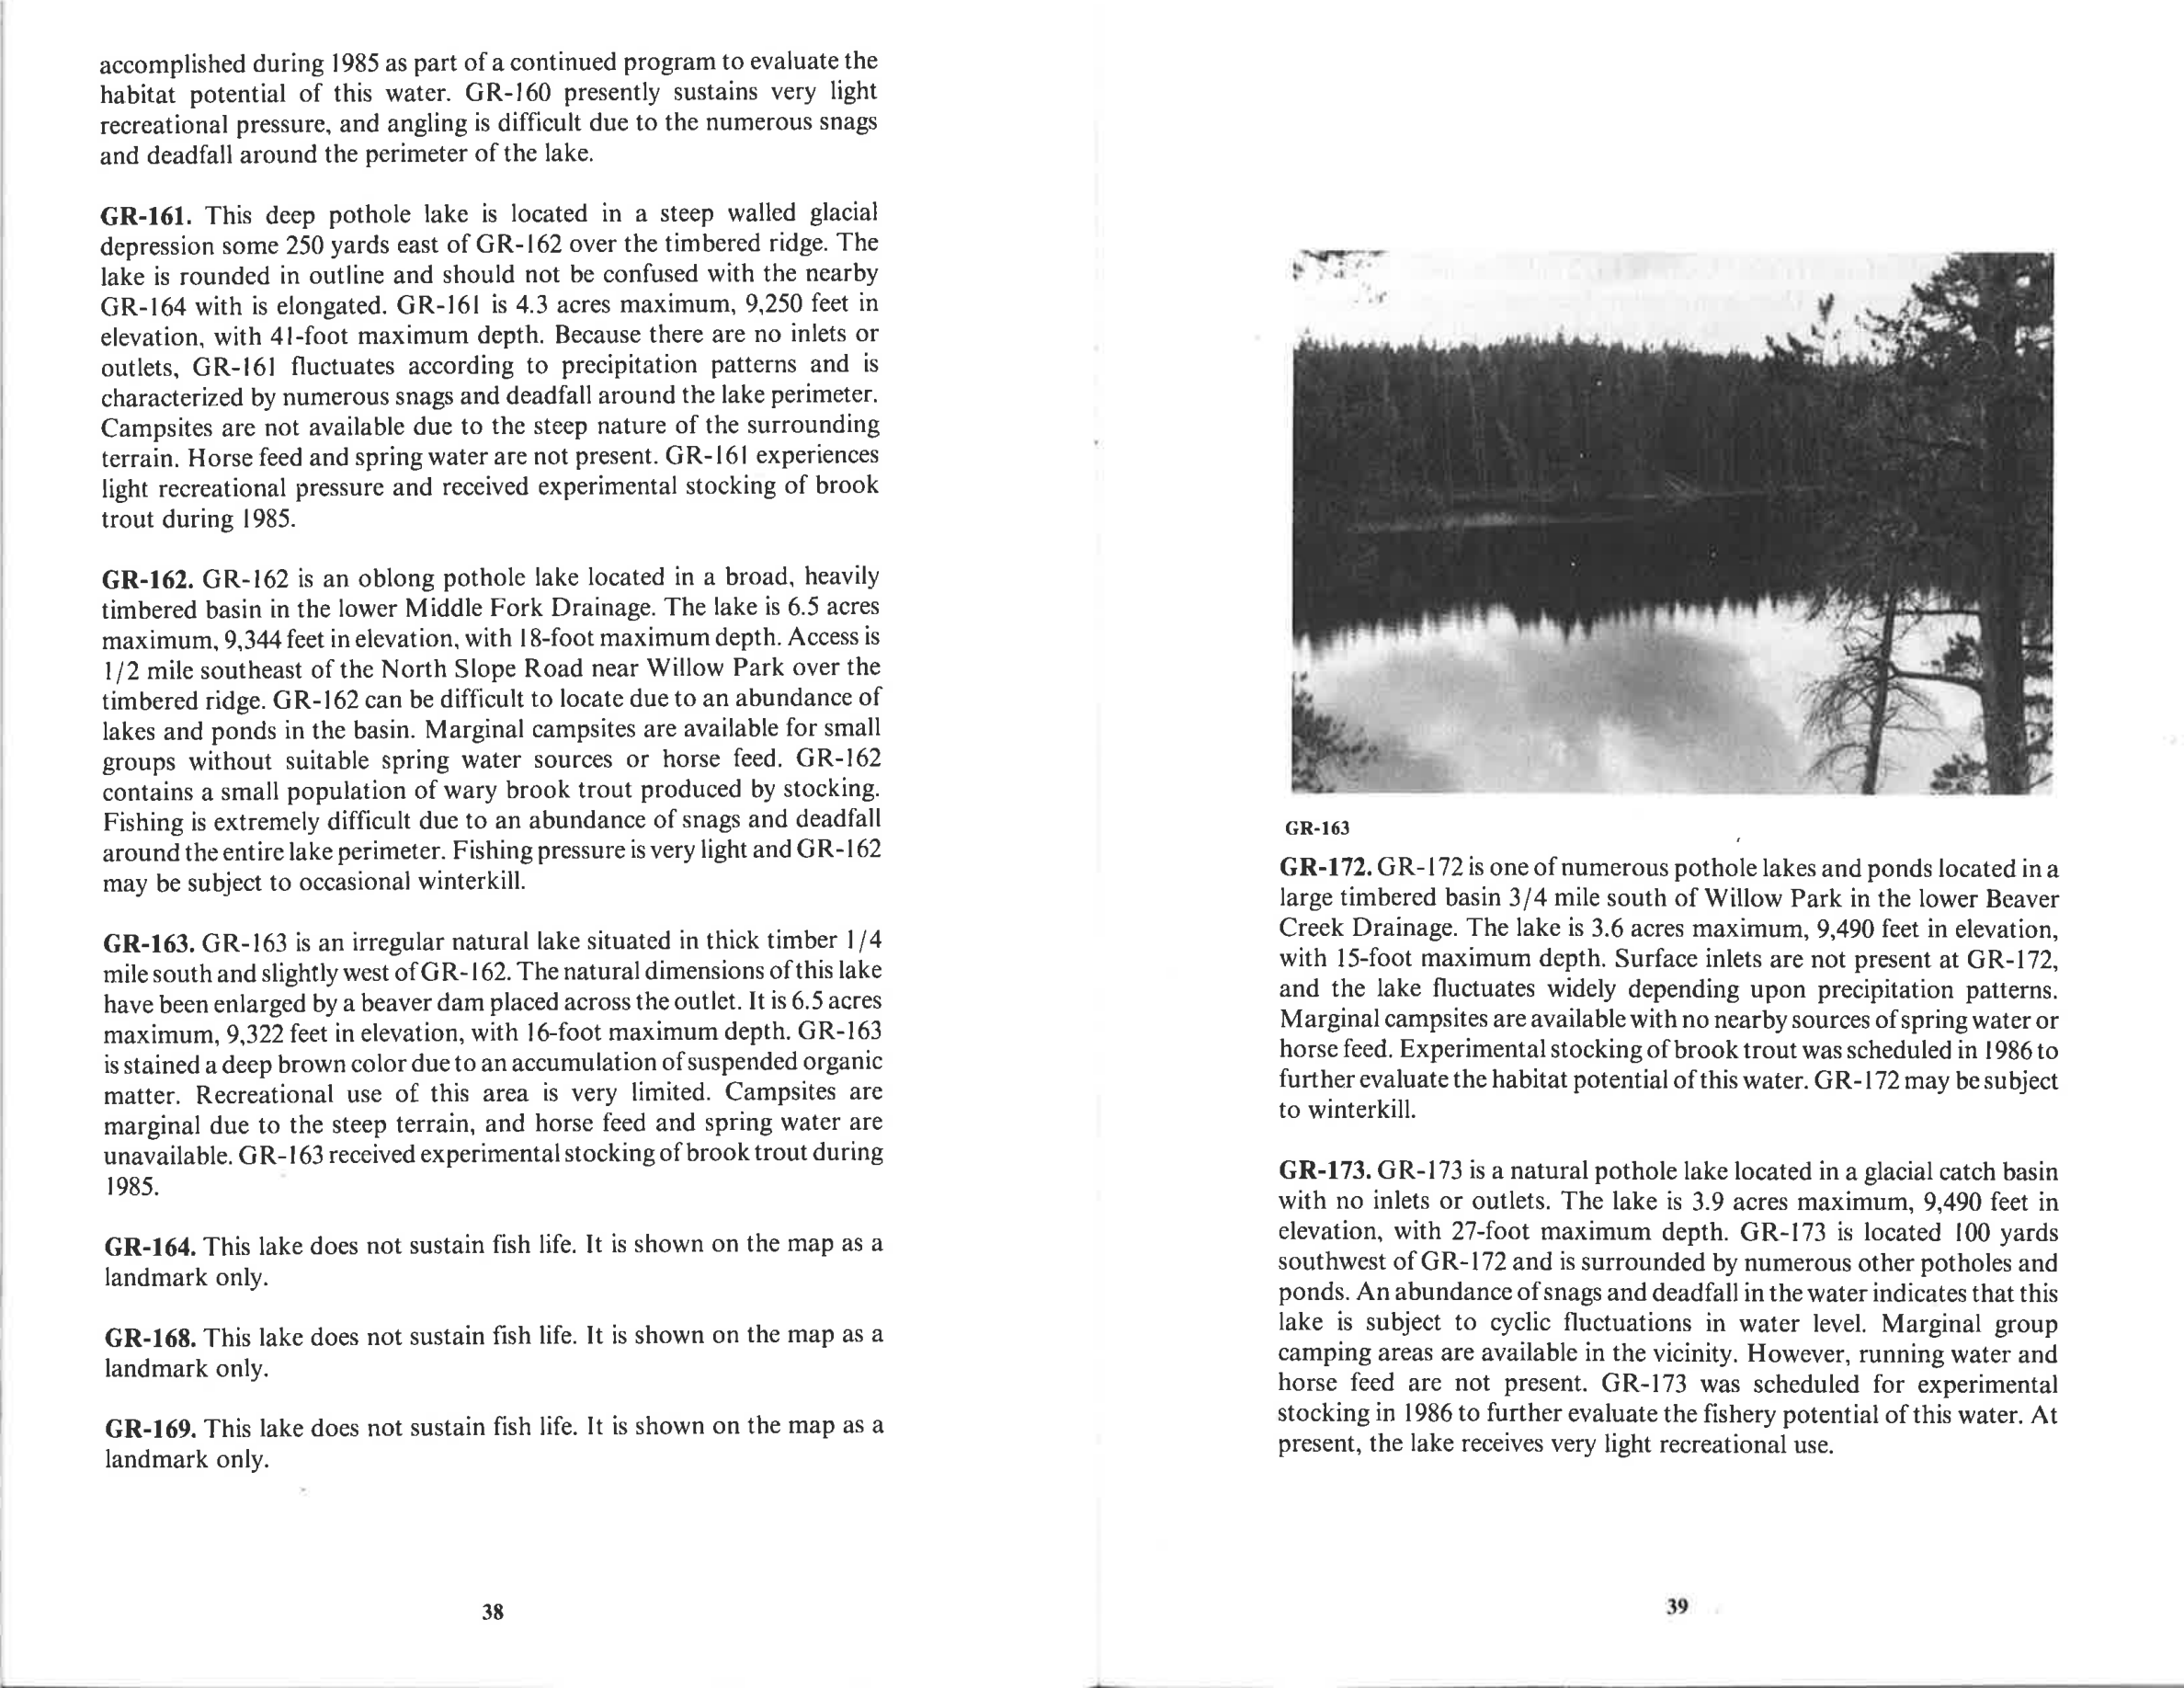 accomplished during 1985 as part of a continued program to evaluate the
habitat potential of this water. GR-160 presently sustains very light
recreational pressure, and angling is difficult due to the numerous snags
and deadfall around the perimeter of the lake.
GR-161. This deep pothole lake is located in a steep walled glacial
depression some 250 yards east of GR-162 over the timbered ridge. The
lake is rounded in outline and should not be confused with the nearby
GR-164 with is elongated. GR-161 is 4.3 acres maximum, 9,250 feet in
elevation, with 41-foot maximum depth. Because there are no inlets or
outlets, GR-161 fluctuates according to precipitation patterns and is
characterized by numerous snags and deadfall around the lake perimeter.
Campsites are not available due to the steep nature of the surrounding
terrain. Horse feed and spring water are not present. GR-161 experiences
light recreational pressure and received experimental stocking of brook
trout during 1985.
GR-162. GR-162 is an oblong pothole lake located in a broad, heavily
timbered basin in the lower Middle Fork Drainage. The lake is 6.5 acres
maximum, 9,344 feet in elevation, with 18-foot maximum depth. Access is
1/2 mile southeast of the North Slope Road near Willow Park over the
timbered ridge. GR-162 can be difficult to locate due to an abundance of
lakes and ponds in the basin. Marginal campsites are available for small
groups without suitable spring water sources or horse feed. GR-162
contains a small population of wary brook trout produced by stocking.
Fishing is extremely difficult due to an abundance of snags and deadfall
around the entire lake perimeter. Fishing pressure is very light and GR-162
may be subject to occasional winterkill.
GR-163. GR-163 is an irregular natural lake situated in thick timber 1/4
mile south and slightly west of GR-162. The natural dimensions of this lake
have been enlarged by a beaver dam placed across the outlet. It is 6.5 acres
maximum, 9,322 feet in elevation, with 16-foot maximum depth. GR-163
is stained a deep brown color due to an accumulation of suspended organic
matter. Recreational use of this area is very limited. Campsites are
marginal due to the steep terrain, and horse feed and spring water are
unavailable. GR-163 received experimental stocking of brook trout during
1985.
GR-164. This lake does not sustain fish life. It is shown on the map as a
landmark only.
GR-168. This lake does not sustain fish life. It is shown on the map as a
landmark only.
GR-169. This lake does not sustain fish life. It is shown on the map as a
landmark only.
38
GR-163
GR-172. GR-172 is one of numerous pothole lakes and ponds located in a
large timbered basin 3/4 mile south of Willow Park in the lower Beaver
Creek Drainage. The lake is 3.6 acres maximum, 9,490 feet in elevation,
with 15-foot maximum depth. Surface inlets are not present at GR-172,
and the lake fluctuates widely depending upon precipitation patterns.
Marginal campsites are available with no nearby sources of spring water or
horse feed. Experimental stocking of brook trout was scheduled in 1986 to
further evaluate the habitat potential of this water. GR-172 may be subject
to winterkill.
GR-173. GR-173 is a natural pothole lake located in a glacial catch basin
with no inlets or outlets. The lake is 3.9 acres maximum, 9,490 feet in
elevation, with 27-foot maximum depth. GR-173 is located 100 yards
southwest of GR-172 and is surrounded by numerous other potholes and
ponds. An abundance of snags and deadfall in the water indicates that this
lake is subject to cyclic fluctuations in water level. Marginal group
camping areas are available in the vicinity. However, running water and
horse feed are not present. GR-173 was scheduled for experimental
stocking in 1986 to further evaluate the fishery potential of this water. At
present, the lake receives very light recreational use.
39